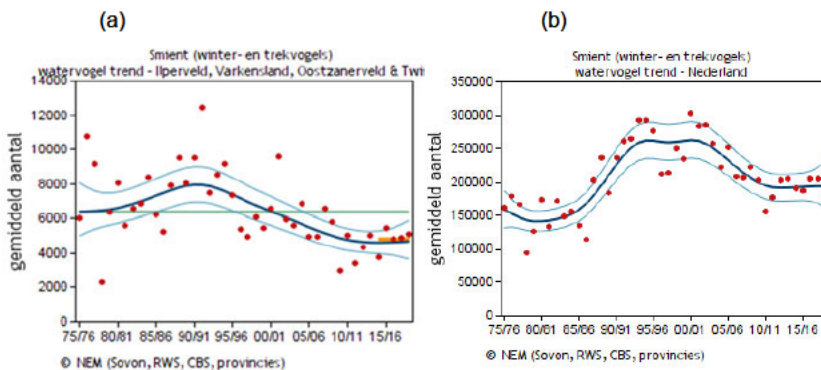 (a)
Smient (winter-en trekvogels)
watervogel trend - Ilperveld, Varkensland, Oostzanerveld & Twi
gemiddeld aantal
14000
12000
10000
8000
6000
4000
2000
0
75/76 80/81 85/86 90/91 95/96 00/01 05/06 10/11 15/16
© NEM (Sovon, RWS, CBS, provincies)
(b)
Smient (winter-en trekvogels)
watervogel trend - Nederland
gemiddeld aantal
350000
300000
250000
200000
150000
100000
50000
0
75/76 80/81 85/86 90/91 95/96 00/01 05/06 10/11 15/16
© NEM (Sovon, RWS, CBS, provincies)